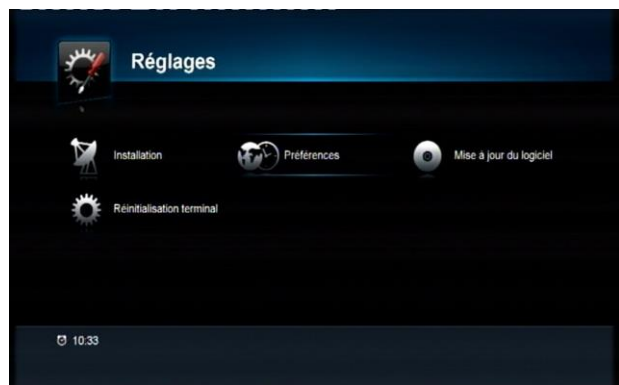 Réglages
Installation
Préférences
Mise à jour du logiciel
Réinitialisation terminal
10:33